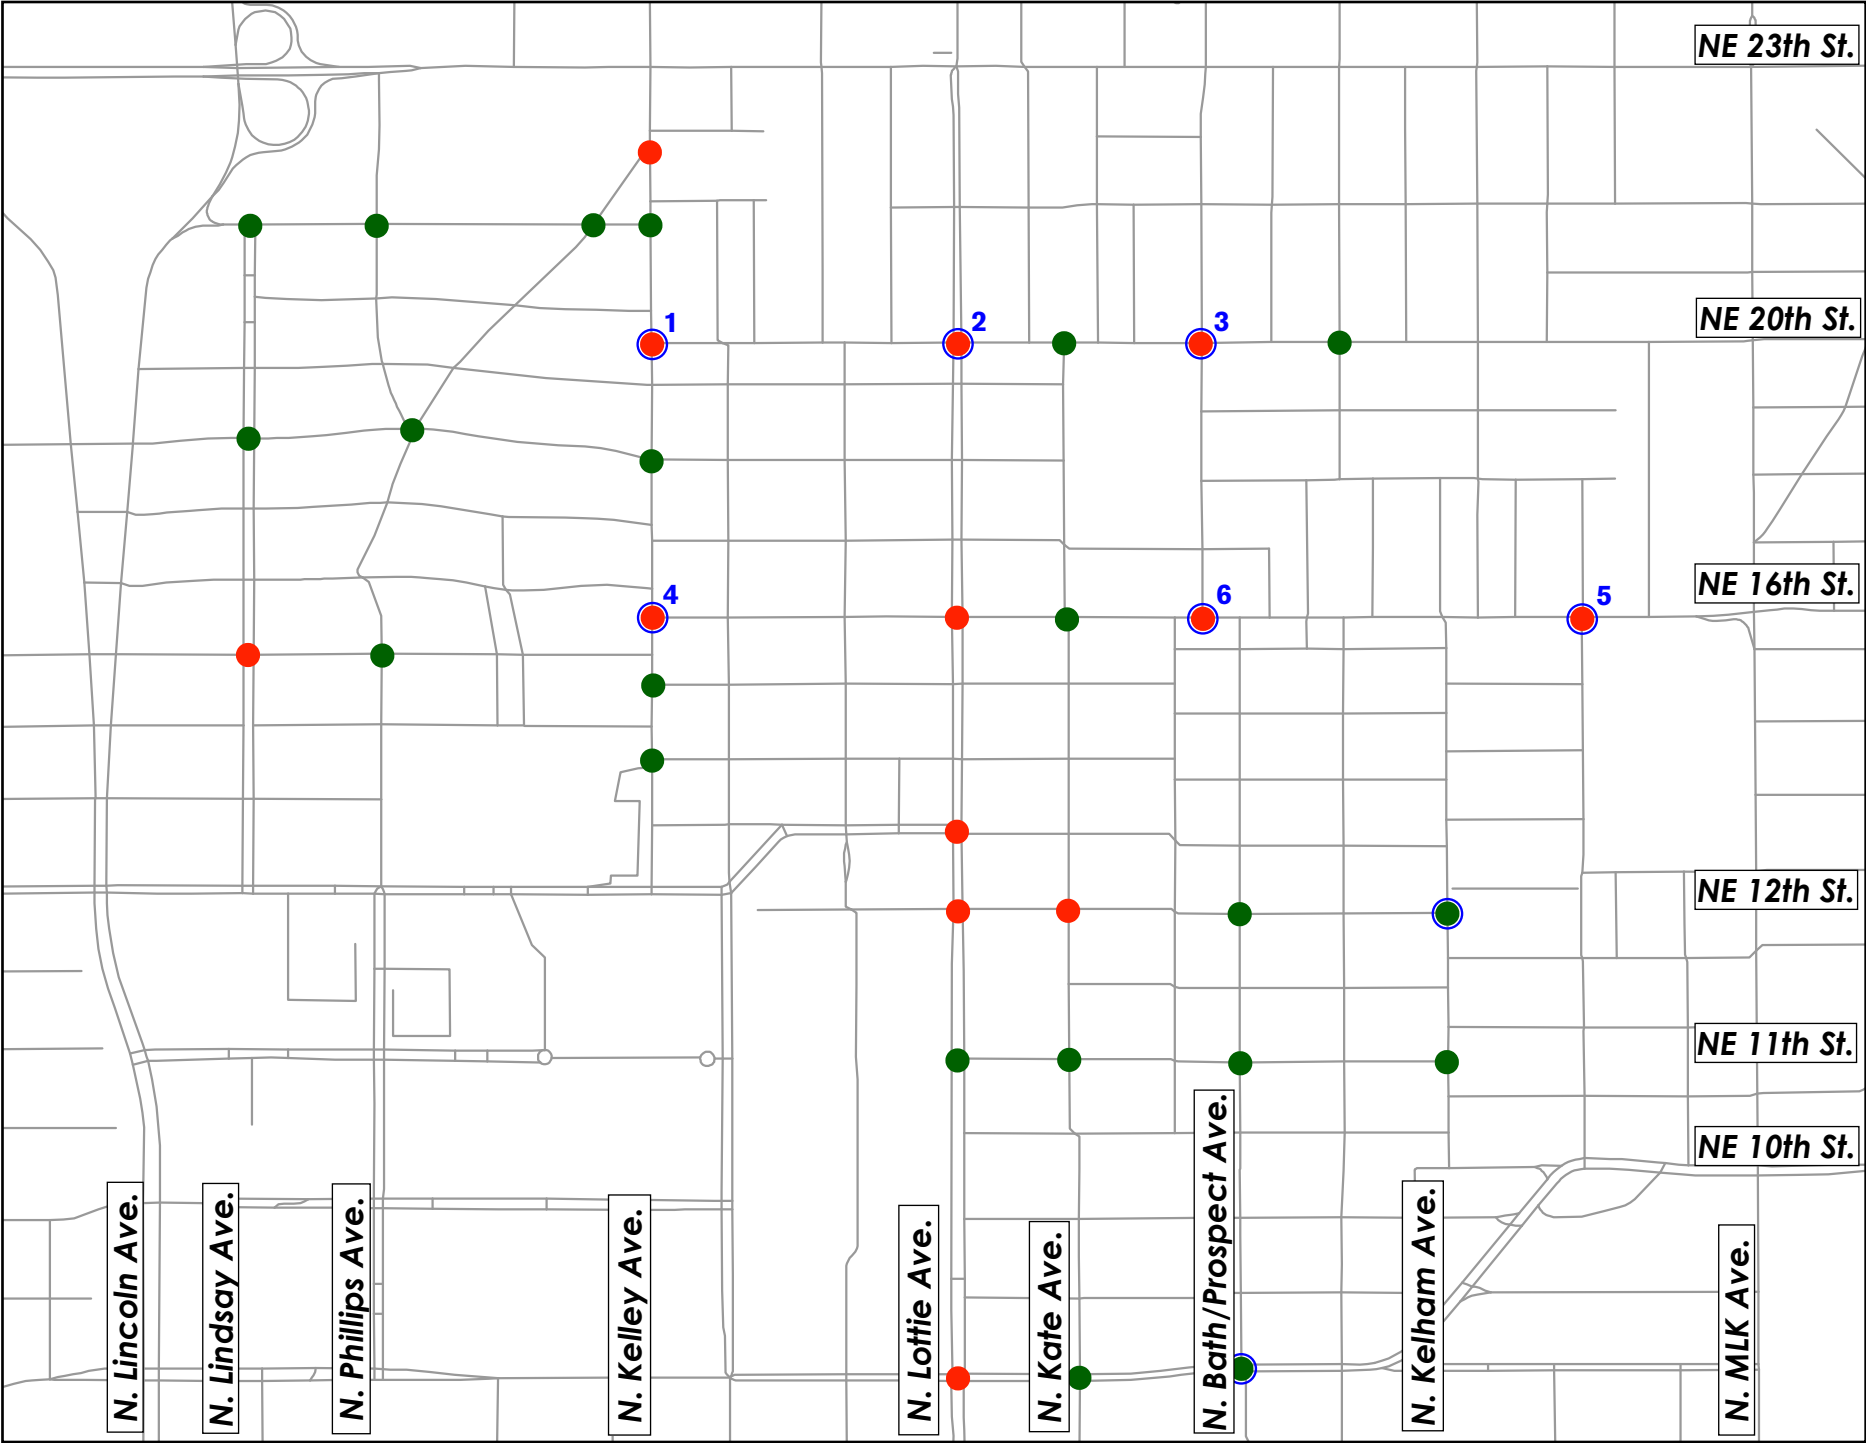 NE 23th St.
1
2
3
NE 20th St.
4
6
5
NE 16th St.
NE 12th St.
NE 11th St.
NE 10th St.
N. Lincoln Ave.
N. Lindsay Ave.
N. Phillips Ave.
N. Kelley Ave.
N. Lottie Ave.
N. Kate Ave.
N. Bath/Prospect Ave.
N. Kelham Ave.
N. MLK Ave.